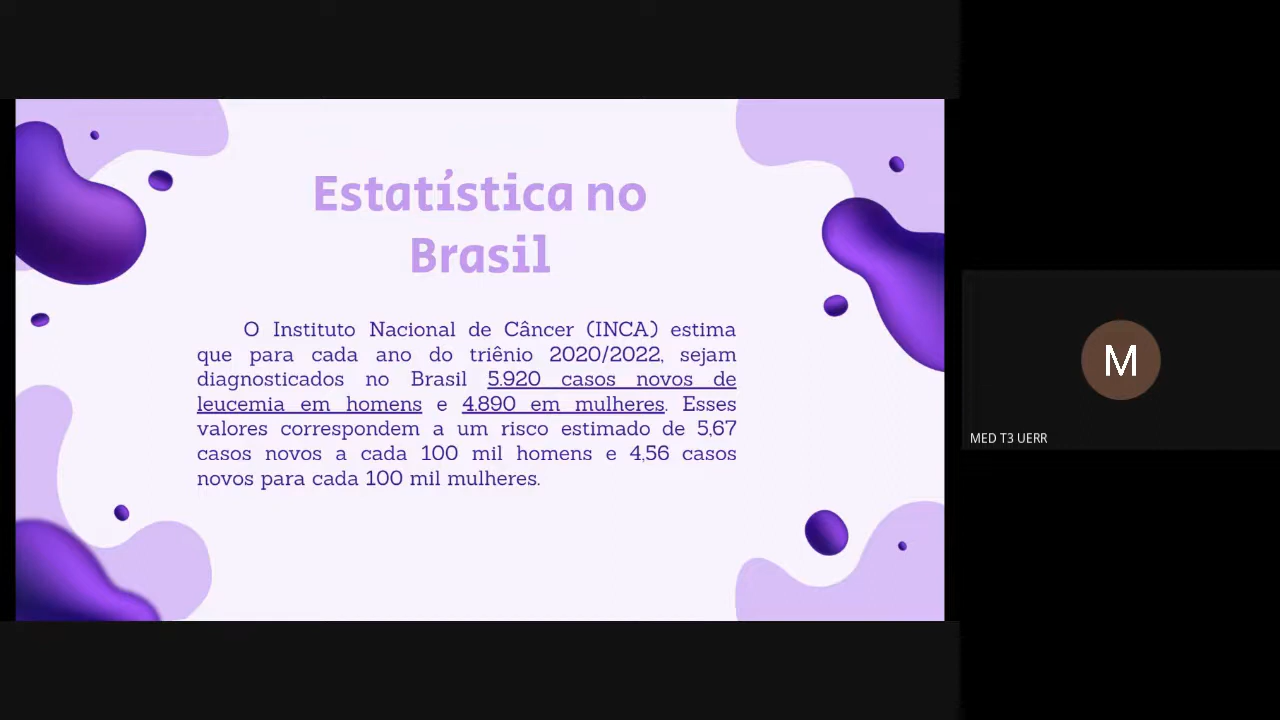 Estatística no
Brasil
O Instituto Nacional de Câncer (INCA) estima
que para cada ano do triênio 2020/2022, sejam
diagnosticados no Brasil 5.920 casos novos de
leucemia em homens e 4.890 em mulheres. Esses
valores correspondem a um risco estimado de 5,67
casos novos a cada 100 mil homens e 4,56 casos
novos para cada 100 mil mulheres.
M
MED T3 UERR